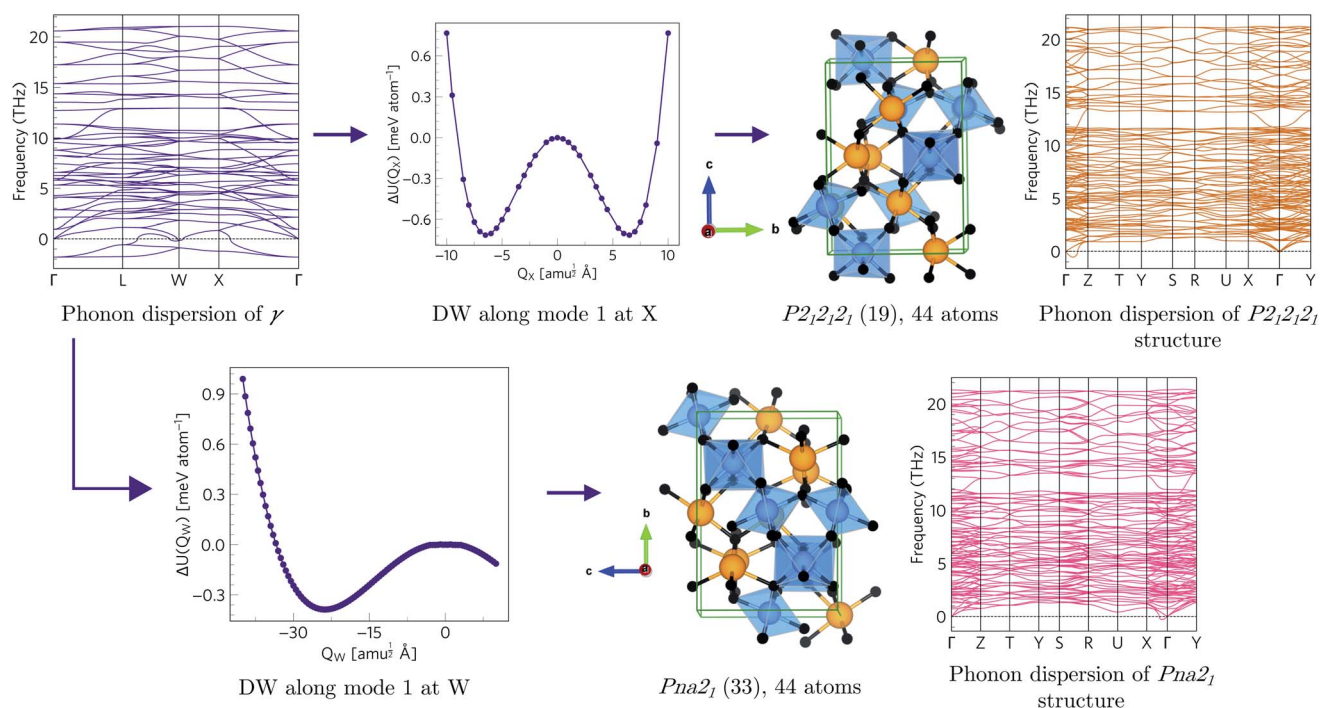 Frequency (THz)
20
15
10
5
0
Γ
L
W
X
Γ
Phonon dispersion of γ
ΔU(Q_X) [meV atom⁻¹]
0.6
0.3
0.0
−0.3
−0.6
−10
−5
0
5
10
Q_X [amu^½ Å]
DW along mode 1 at X
c
a
b
P2₁2₁2₁ (19), 44 atoms
Frequency (THz)
20
15
10
5
0
Γ Z T Y S R U X Γ Y
Phonon dispersion of P2₁2₁2₁
structure
ΔU(Q_W) [meV atom⁻¹]
0.9
0.6
0.3
0.0
−0.3
−30
−15
0
Q_W [amu^½ Å]
DW along mode 1 at W
b
c
a
Pna2₁ (33), 44 atoms
Frequency (THz)
20
15
10
5
0
Γ Z T Y S R U X Γ Y
Phonon dispersion of Pna2₁
structure